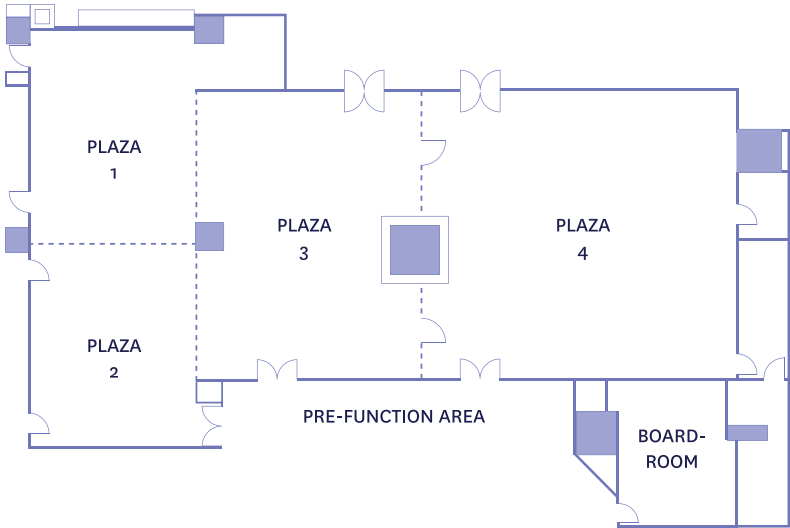 PLAZA
1
PLAZA
3
PLAZA
4
PLAZA
2
PRE-FUNCTION AREA
BOARD-
ROOM